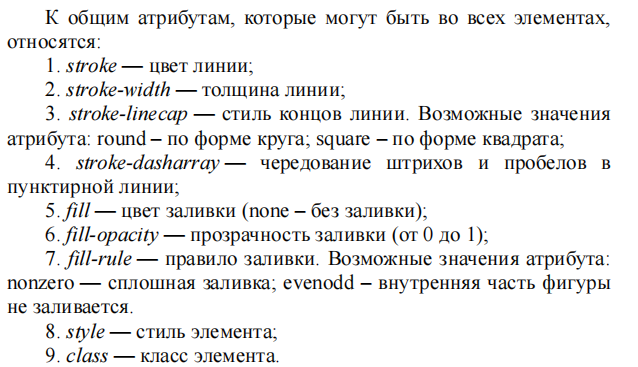 К общим атрибутам, которые могут быть во всех элементах,
относятся:
1. stroke — цвет линии;
2. stroke-width — толщина линии;
3. stroke-linecap — стиль концов линии. Возможные значения
атрибута: round – по форме круга; square – по форме квадрата;
4. stroke-dasharray — чередование штрихов и пробелов в
пунктирной линии;
5. fill — цвет заливки (none – без заливки);
6. fill-opacity — прозрачность заливки (от 0 до 1);
7. fill-rule — правило заливки. Возможные значения атрибута:
nonzero — сплошная заливка; evenodd – внутренняя часть фигуры
не заливается.
8. style — стиль элемента;
9. class — класс элемента.